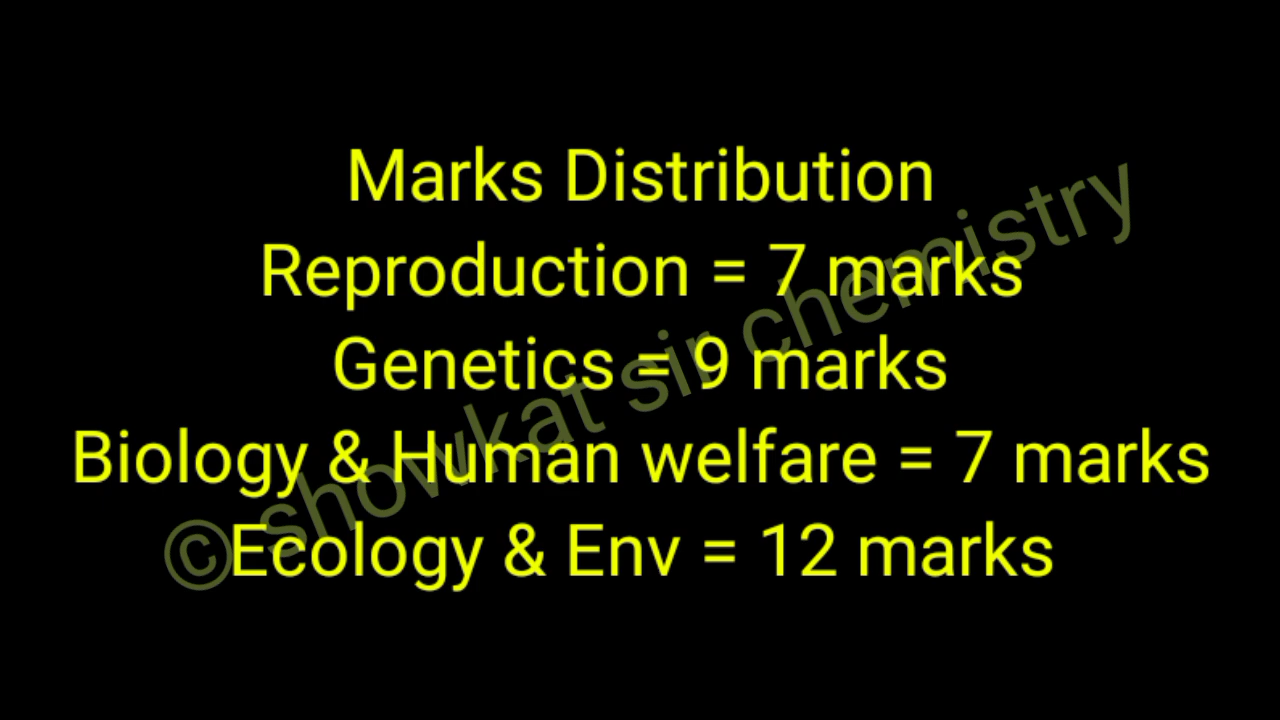 Marks Distribution
Reproduction = 7 marks
Genetics = 9 marks
Biology & Human welfare = 7 marks
Ecology & Env = 12 marks
© showkat sir chemistry